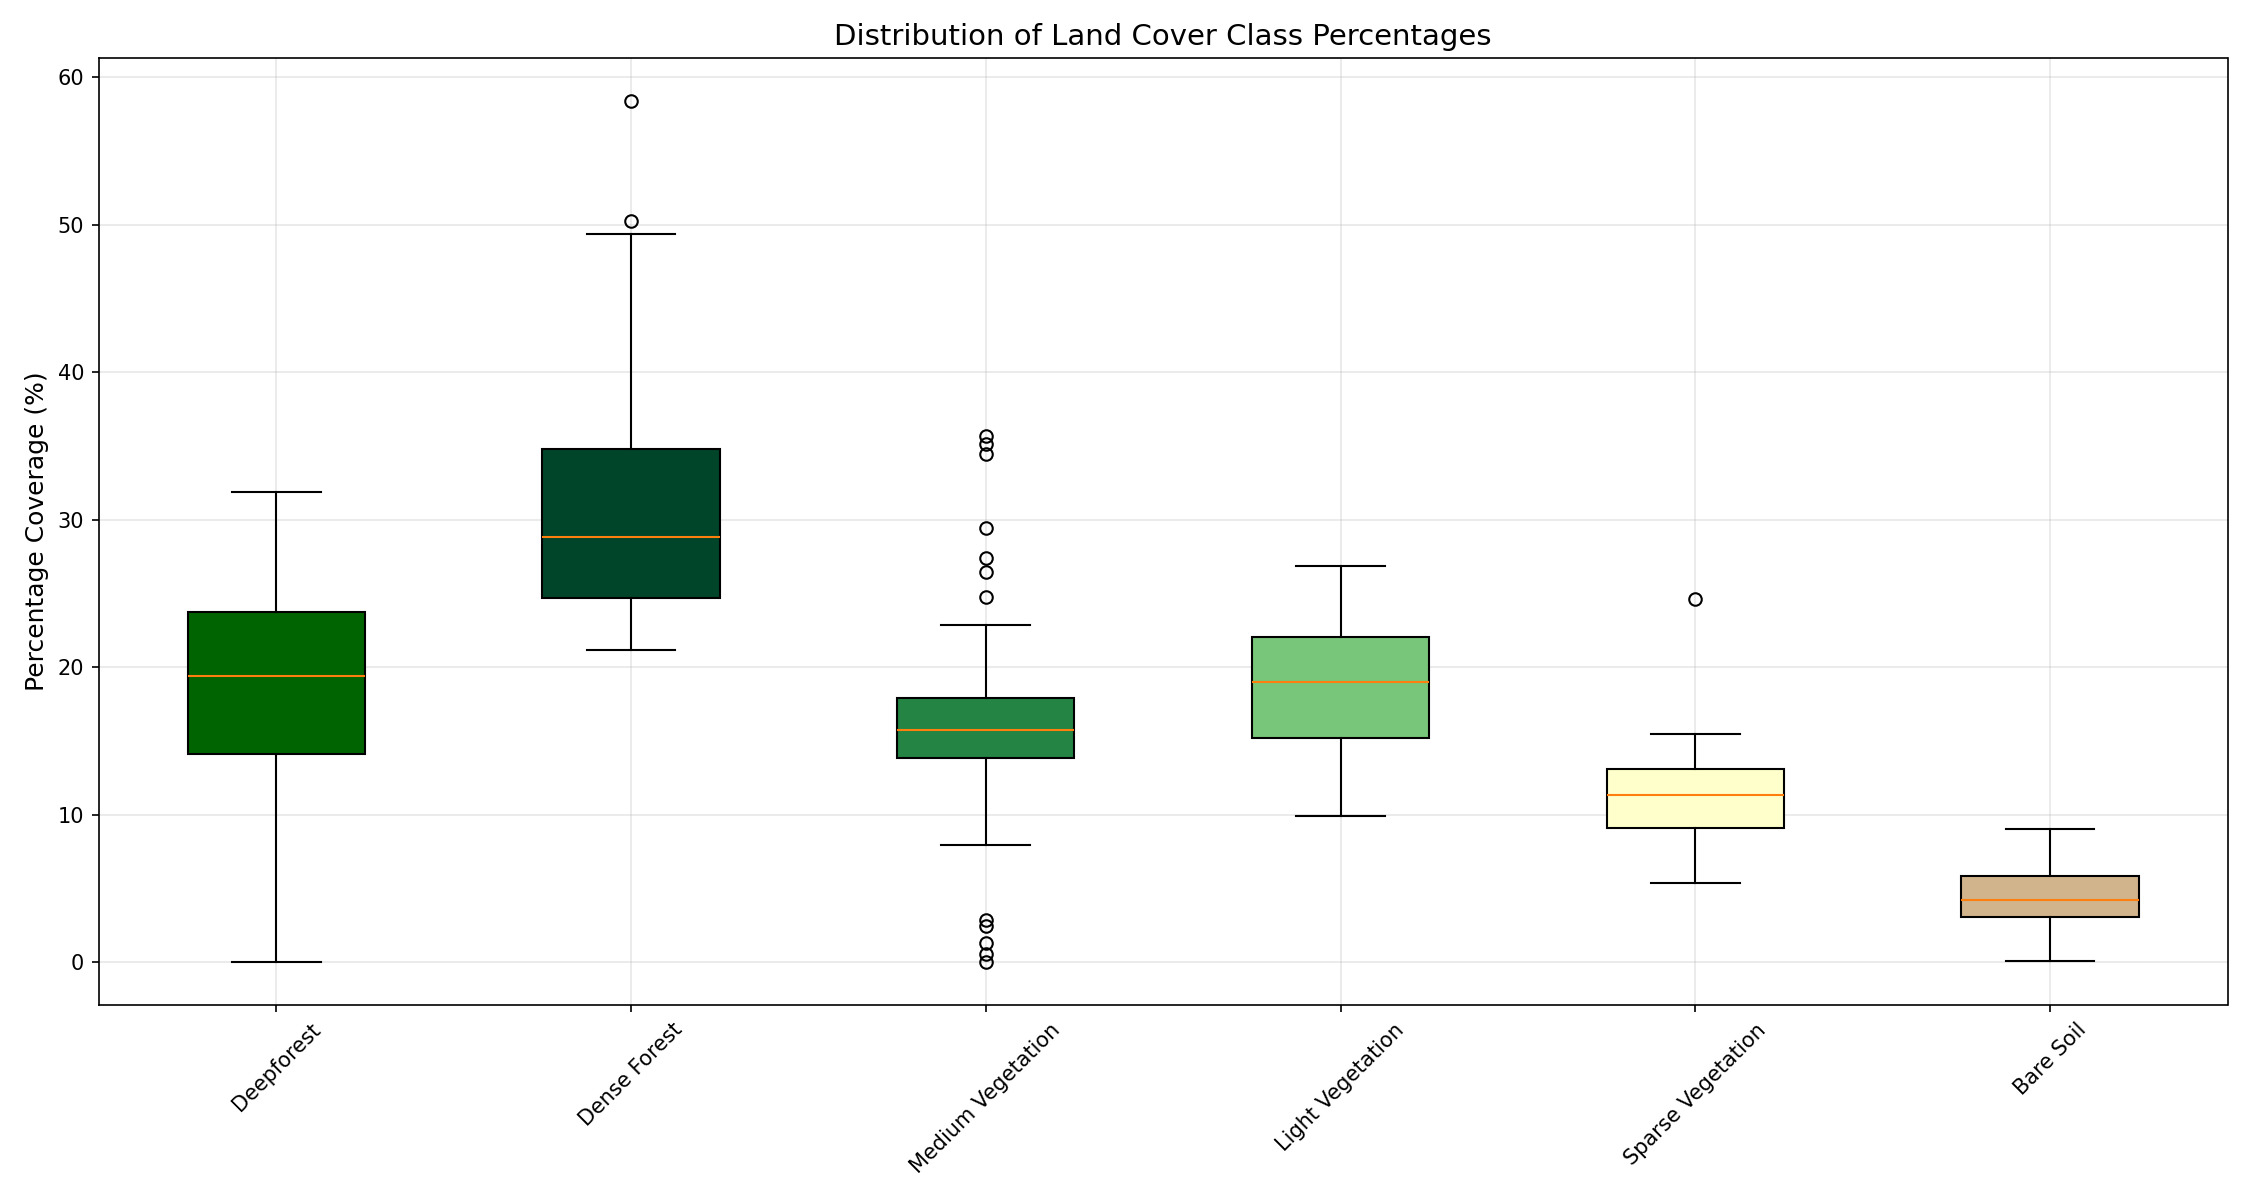 Distribution of Land Cover Class Percentages
Percentage Coverage (%)
60
50
40
30
20
10
0
Deepforest
Dense Forest
Medium Vegetation
Light Vegetation
Sparse Vegetation
Bare Soil